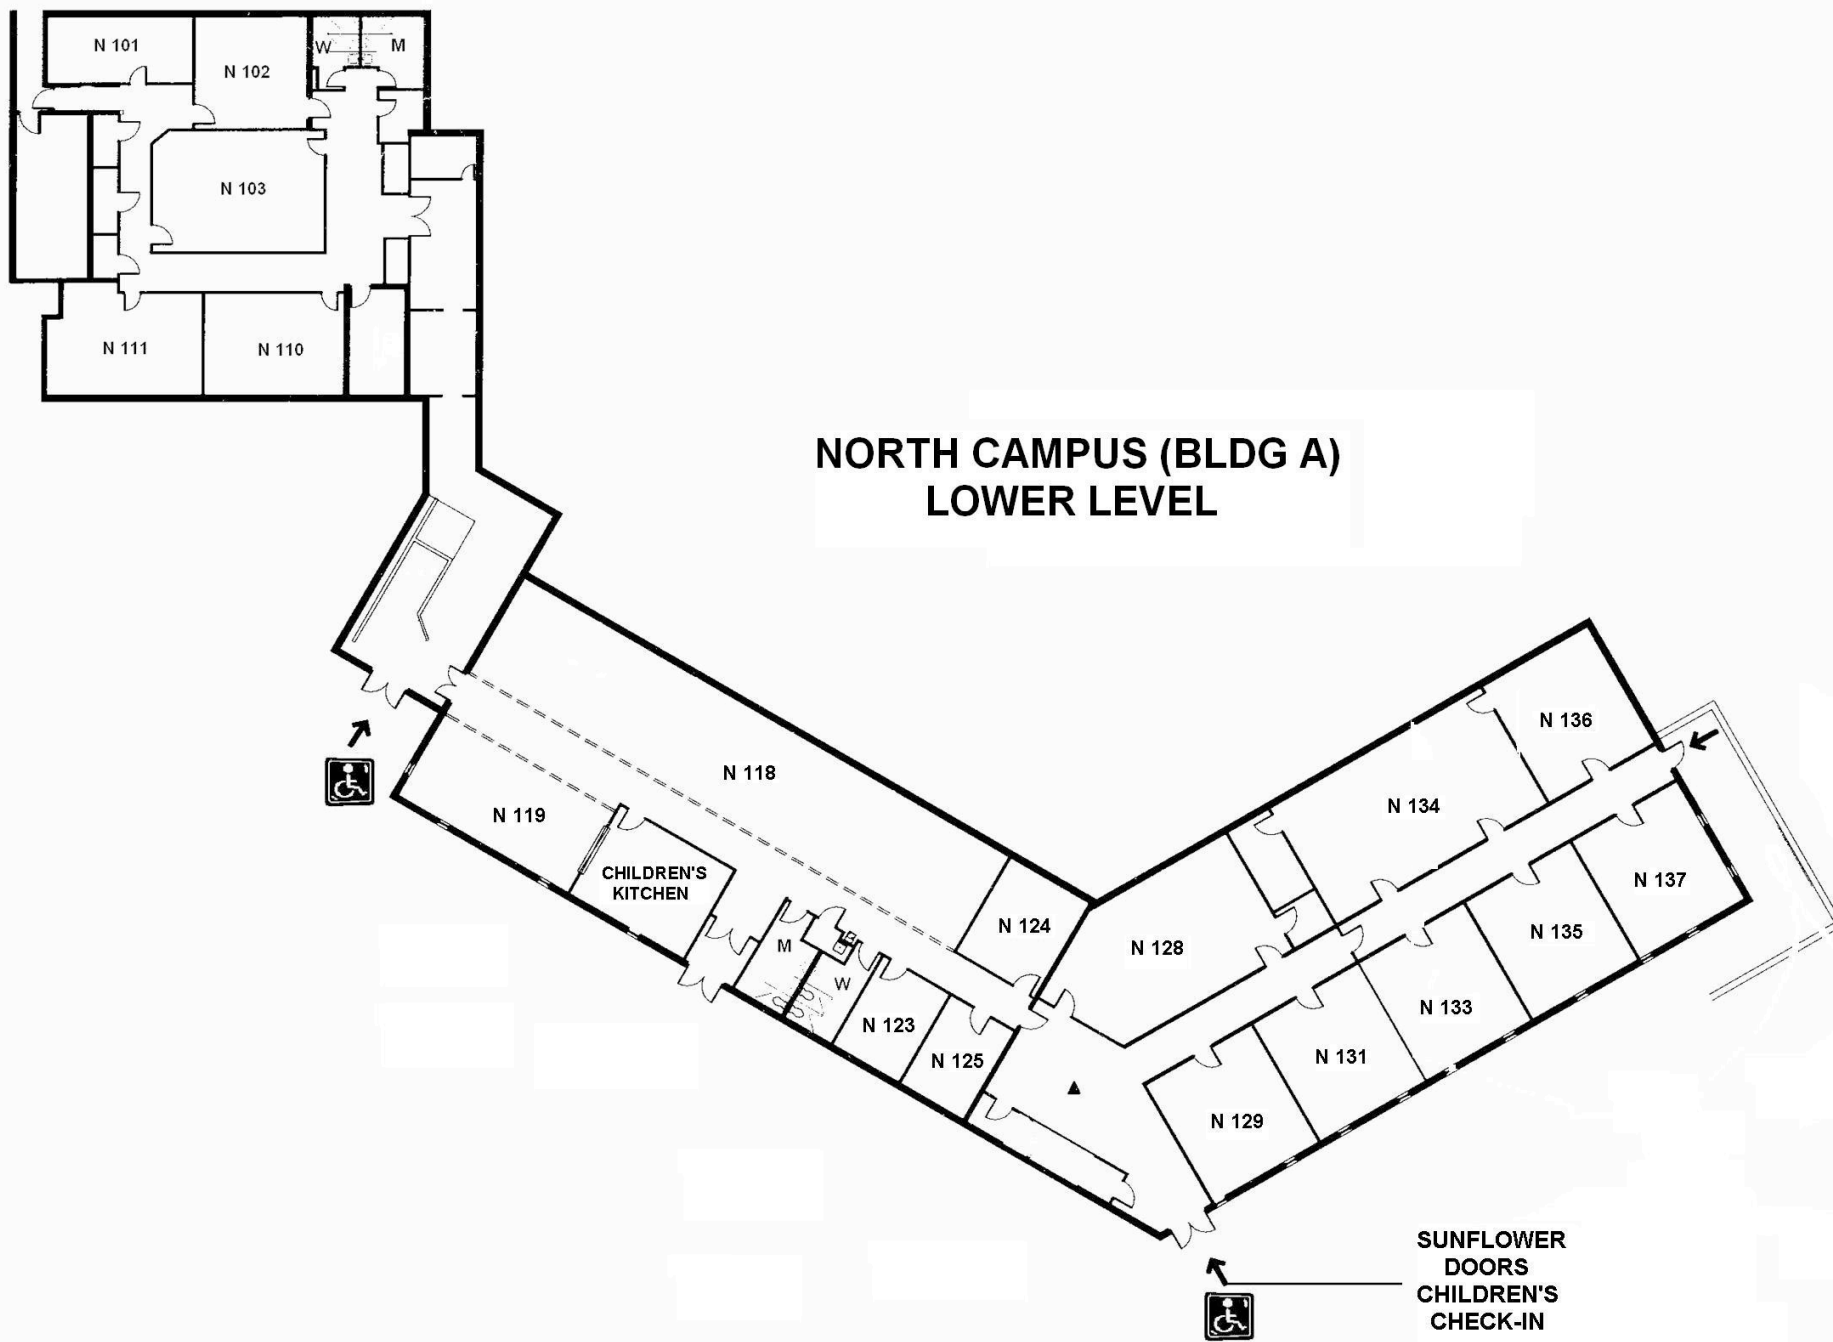 N 101
N 102
W
M
N 103
N 111
N 110
NORTH CAMPUS (BLDG A)
LOWER LEVEL
N 118
N 119
CHILDREN'S
KITCHEN
M
W
N 123
N 125
N 124
N 128
N 134
N 136
N 137
N 135
N 133
N 131
N 129
SUNFLOWER
DOORS
CHILDREN'S
CHECK-IN